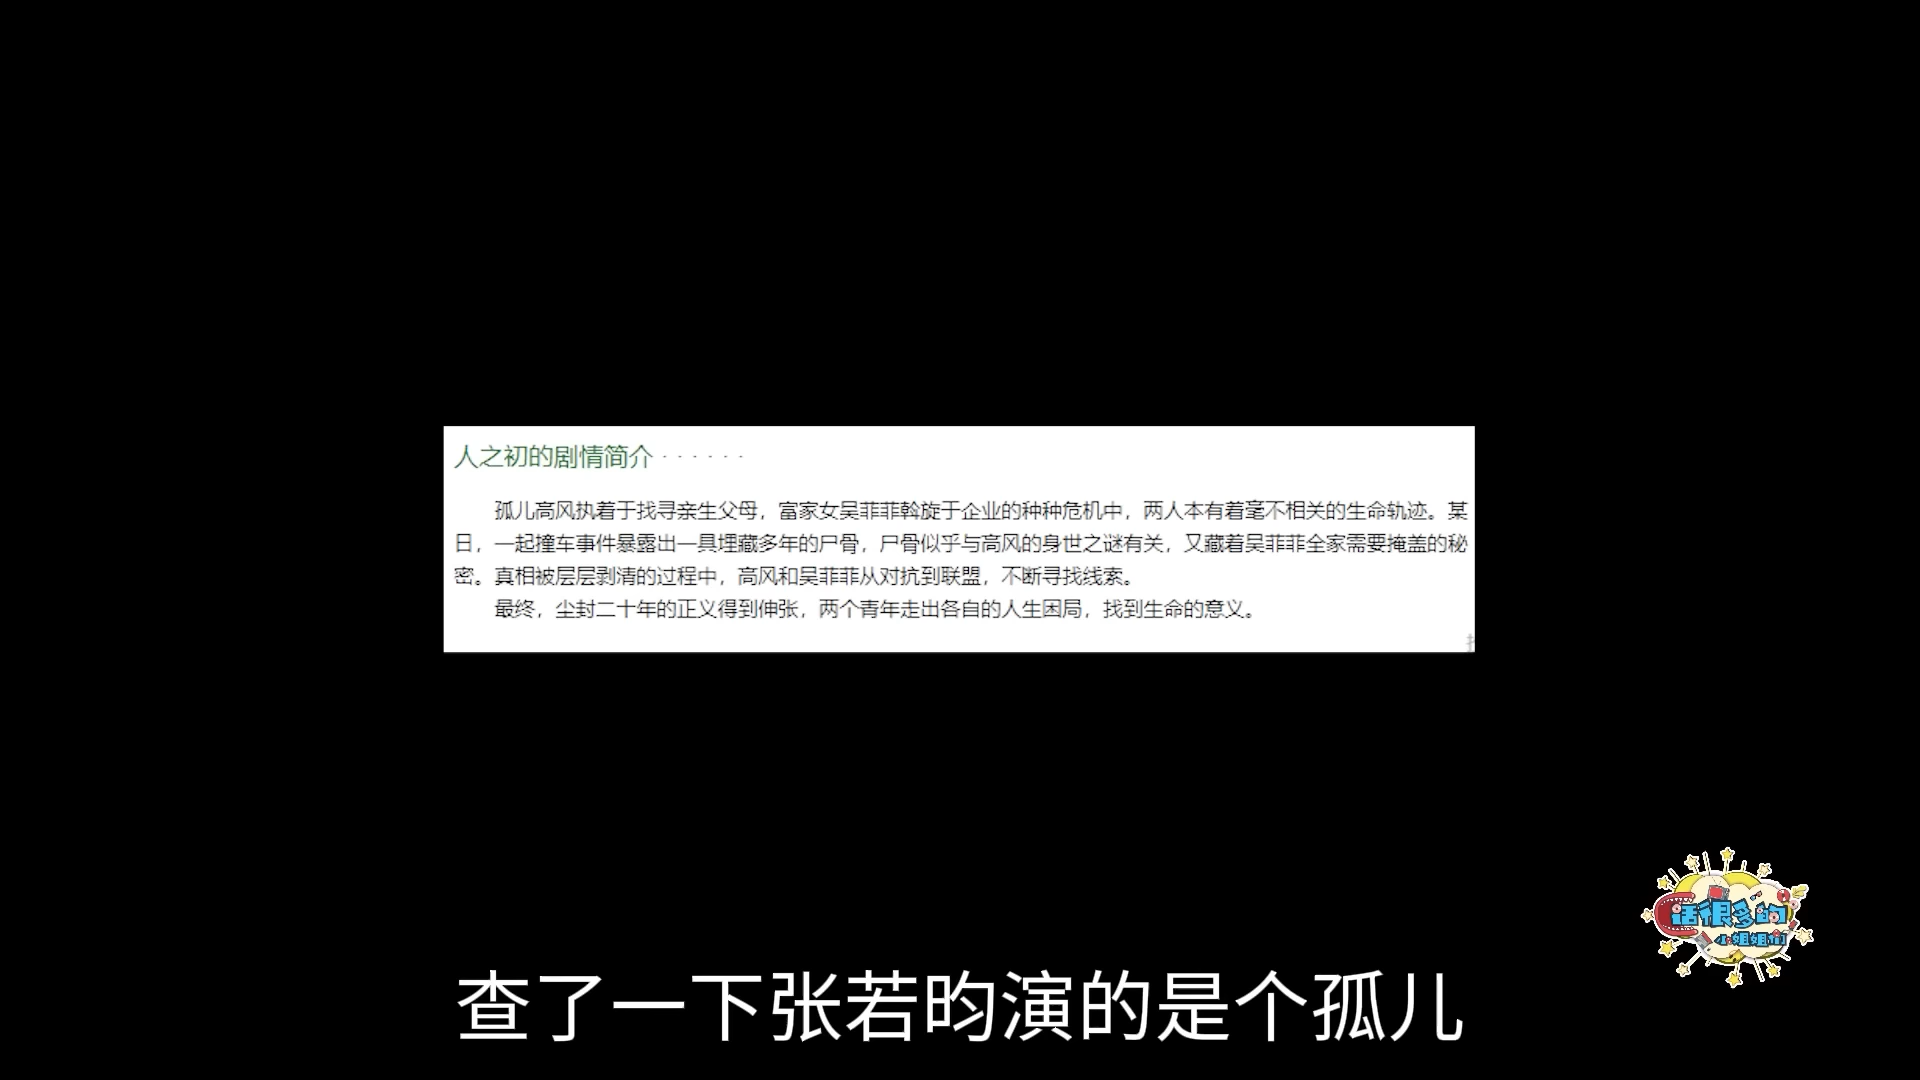 人之初的剧情简介 · · · · · ·
孤儿高风执着于找寻亲生父母，富家女吴菲菲斡旋于企业的种种危机中，两人本有着毫不相关的生命轨迹。某
日，一起撞车事件暴露出一具埋藏多年的尸骨，尸骨似乎与高风的身世之谜有关，又藏着吴菲菲全家需要掩盖的秘
密。真相被层层剥清的过程中，高风和吴菲菲从对抗到联盟，不断寻找线索。
最终，尘封二十年的正义得到伸张，两个青年走出各自的人生困局，找到生命的意义。
话很多的
小姐姐们
查了一下张若昀演的是个孤儿